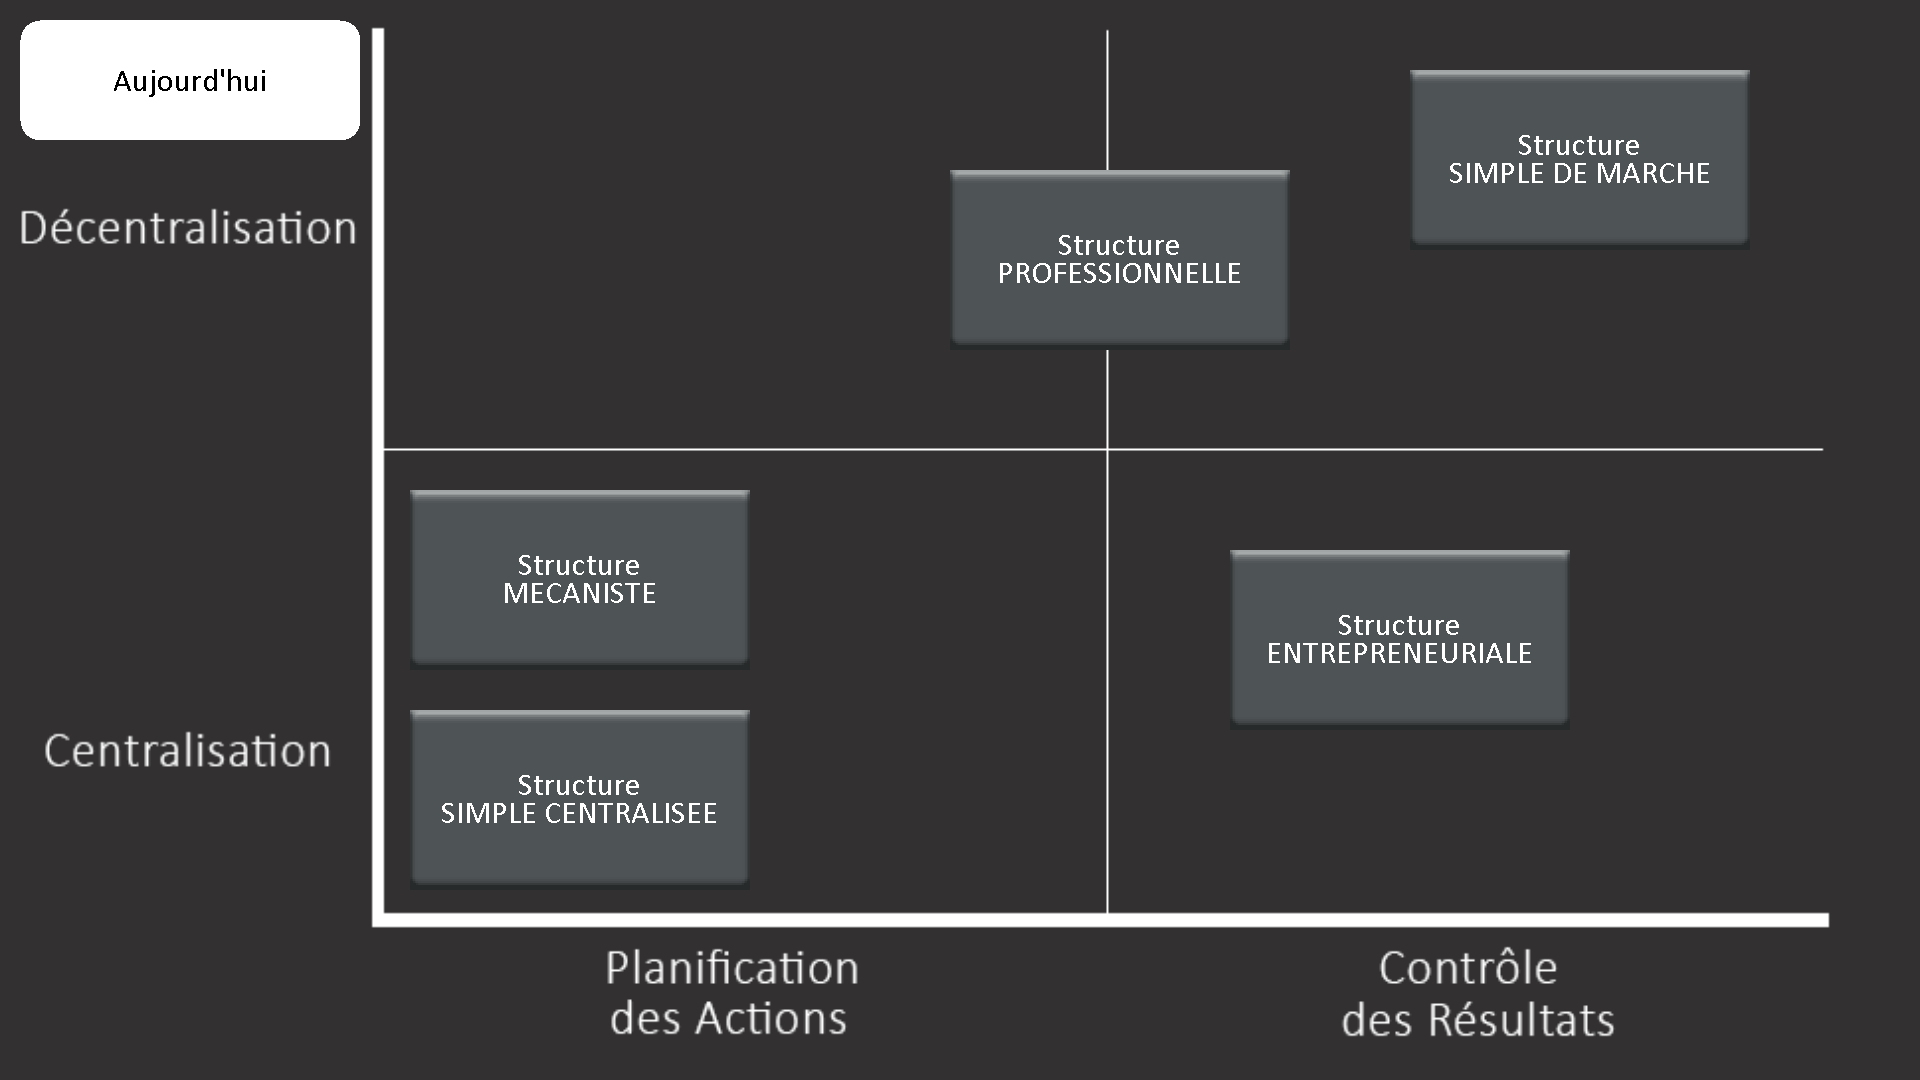 Aujourd'hui
Structure
SIMPLE DE MARCHE
Décentralisation
Structure
PROFESSIONNELLE
Structure
MECANISTE
Structure
ENTREPRENEURIALE
Centralisation
Structure
SIMPLE CENTRALISEE
Planification
des Actions
Contrôle
des Résultats